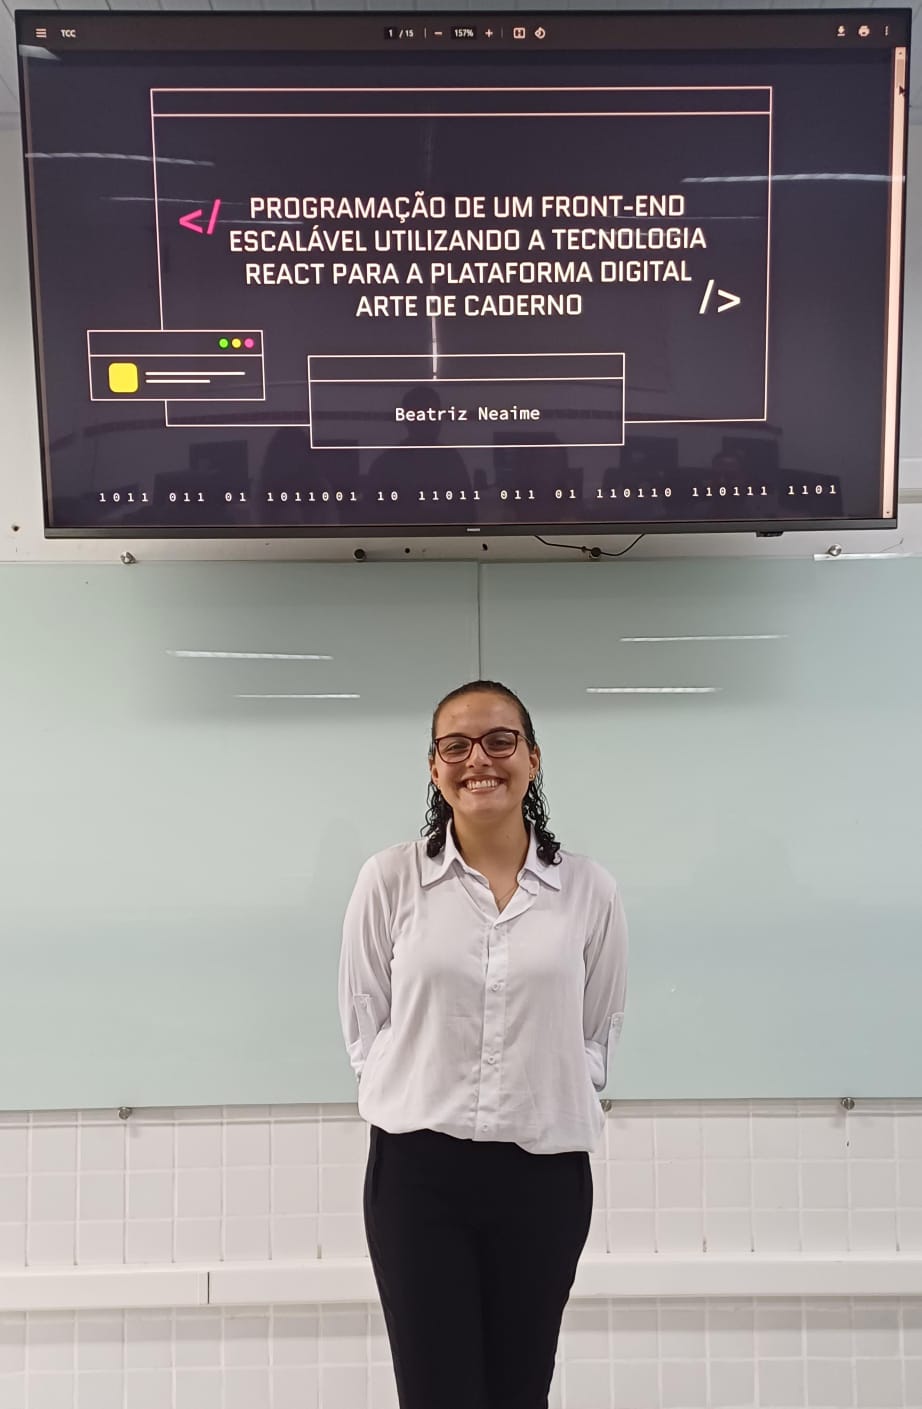 TCC
1 / 15 | − 157% +
</ PROGRAMAÇÃO DE UM FRONT-END
ESCALÁVEL UTILIZANDO A TECNOLOGIA
REACT PARA A PLATAFORMA DIGITAL
ARTE DE CADERNO />
Beatriz Neaime
1011 011 01 1011001 10 11011 011 01 110110 110111 1101